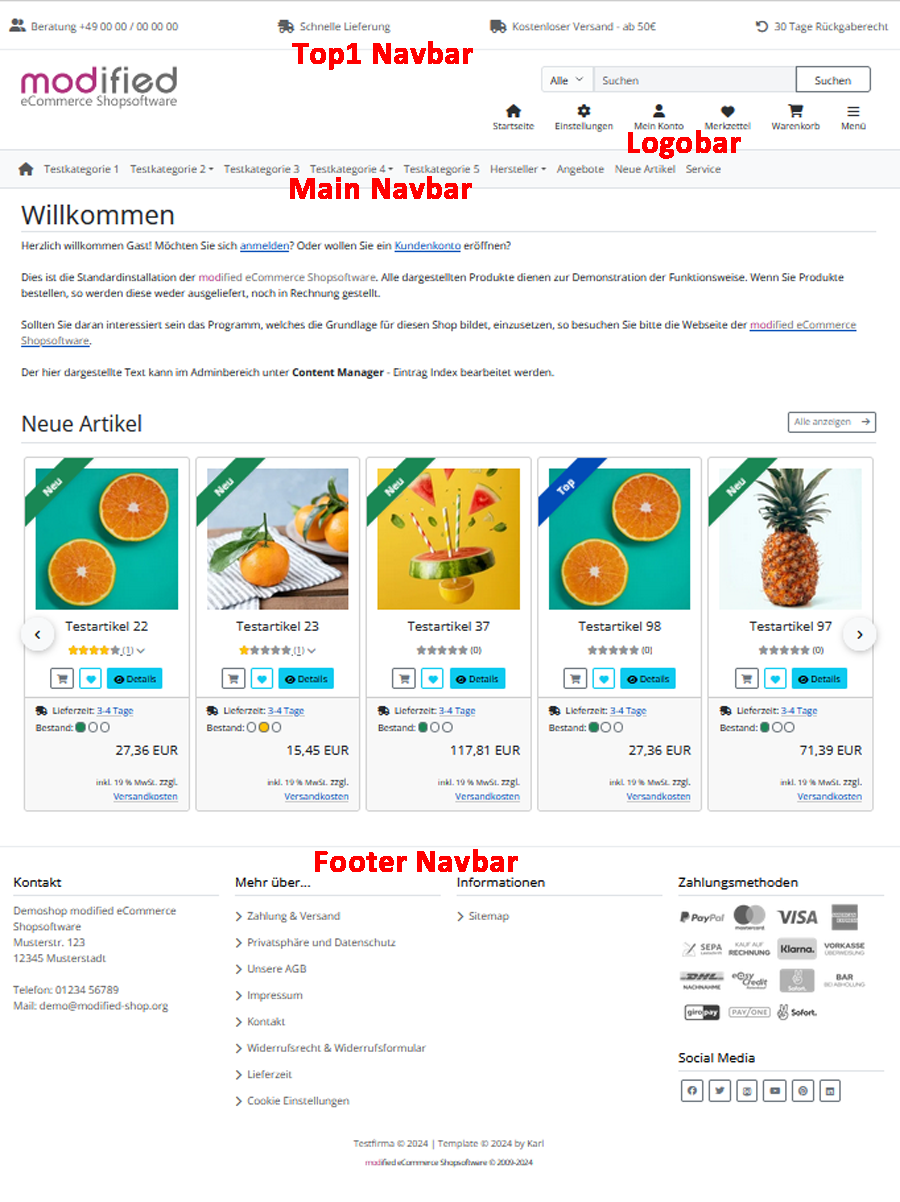 Beratung +49 00 00 / 00 00 00 Schnelle Lieferung Kostenloser Versand - ab 50€ 30 Tage Rückgaberecht
Top1 Navbar
modified
eCommerce Shopsoftware
Alle Suchen Suchen
Startseite Einstellungen Mein Konto Merkzettel Warenkorb Menü
Logobar
Testkategorie 1 Testkategorie 2 Testkategorie 3 Testkategorie 4 Testkategorie 5 Hersteller Angebote Neue Artikel Service
Main Navbar
Willkommen
Herzlich willkommen Gast! Möchten Sie sich anmelden? Oder wollen Sie ein Kundenkonto eröffnen?
Dies ist die Standardinstallation der modified eCommerce Shopsoftware. Alle dargestellten Produkte dienen zur Demonstration der Funktionsweise. Wenn Sie Produkte
bestellen, so werden diese weder ausgeliefert, noch in Rechnung gestellt.
Sollten Sie daran interessiert sein das Programm, welches die Grundlage für diesen Shop bildet, einzusetzen, so besuchen Sie bitte die Webseite der modified eCommerce
Shopsoftware.
Der hier dargestellte Text kann im Adminbereich unter Content Manager - Eintrag Index bearbeitet werden.
Neue Artikel Alle anzeigen
Neu Neu Neu Top Neu
Testartikel 22 Testartikel 23 Testartikel 37 Testartikel 98 Testartikel 97
(1) (1) (0) (0) (0)
Details Details Details Details Details
Lieferzeit: 3-4 Tage Lieferzeit: 3-4 Tage Lieferzeit: 3-4 Tage Lieferzeit: 3-4 Tage Lieferzeit: 3-4 Tage
Bestand: Bestand: Bestand: Bestand: Bestand:
27,36 EUR 15,45 EUR 117,81 EUR 27,36 EUR 71,39 EUR
inkl. 19 % MwSt. zzgl. inkl. 19 % MwSt. zzgl. inkl. 19 % MwSt. zzgl. inkl. 19 % MwSt. zzgl. inkl. 19 % MwSt. zzgl.
Versandkosten Versandkosten Versandkosten Versandkosten Versandkosten
Footer Navbar
Kontakt
Demoshop modified eCommerce
Shopsoftware
Musterstr. 123
12345 Musterstadt
Telefon: 01234 56789
Mail: demo@modified-shop.org
Mehr über...
Zahlung & Versand
Privatsphäre und Datenschutz
Unsere AGB
Impressum
Kontakt
Widerrufsrecht & Widerrufsformular
Lieferzeit
Cookie Einstellungen
Informationen
Sitemap
Zahlungsmethoden
PayPal mastercard VISA AMERICAN EXPRESS
SEPA Lastschrift KAUF AUF RECHNUNG Klarna. VORKASSE ÜBERWEISUNG
DHL NACHNAHME easyCredit Sofort. BAR BEI ABHOLUNG
giropay PAY/ONE Sofort.
Social Media
Testfirma © 2024 | Template © 2024 by Karl
modified eCommerce Shopsoftware © 2009-2024